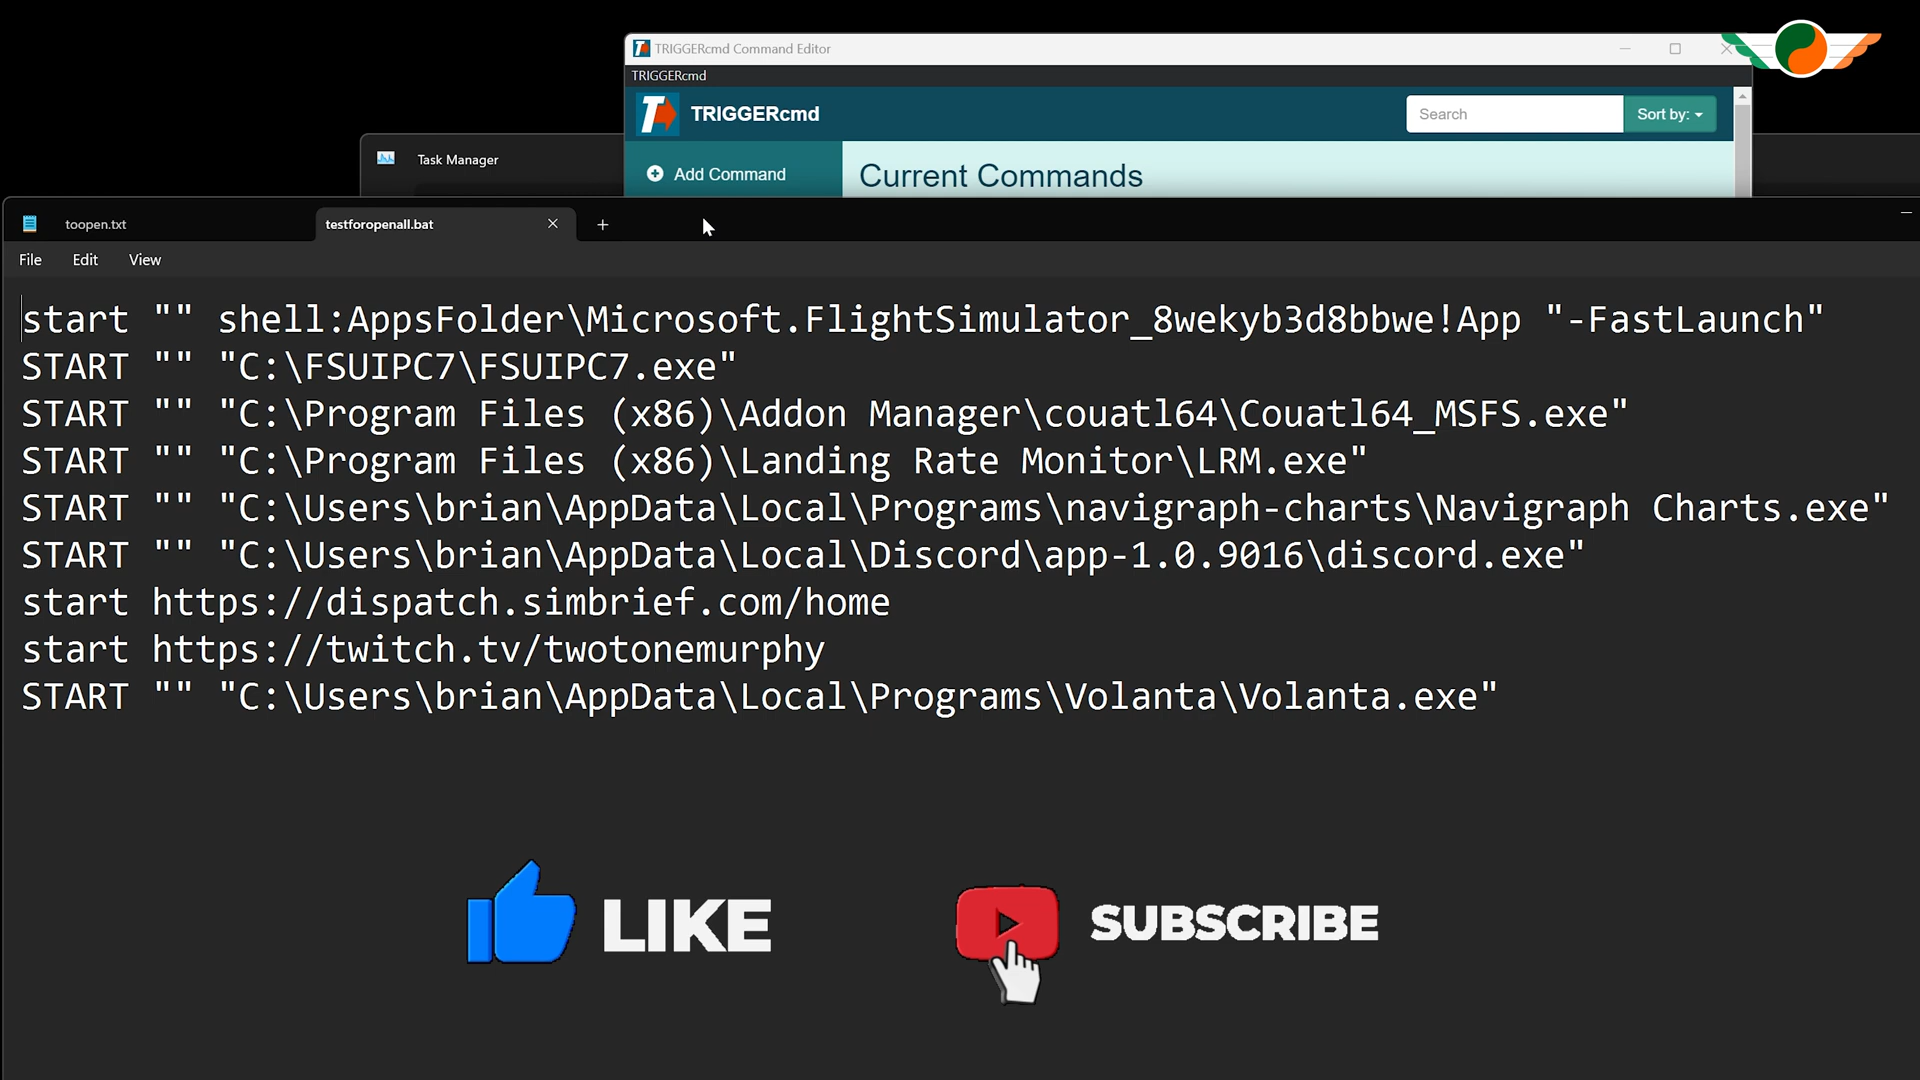 TRIGGERcmd Command Editor
TRIGGERcmd
TRIGGERcmd
Search
Sort by:
Task Manager
Add Command
Current Commands
toopen.txt
testforopenall.bat
File Edit View
start "" shell:AppsFolder\Microsoft.FlightSimulator_8wekyb3d8bbwe!App "-FastLaunch"
START "" "C:\FSUIPC7\FSUIPC7.exe"
START "" "C:\Program Files (x86)\Addon Manager\couatl64\Couatl64_MSFS.exe"
START "" "C:\Program Files (x86)\Landing Rate Monitor\LRM.exe"
START "" "C:\Users\brian\AppData\Local\Programs\navigraph-charts\Navigraph Charts.exe"
START "" "C:\Users\brian\AppData\Local\Discord\app-1.0.9016\discord.exe"
start https://dispatch.simbrief.com/home
start https://twitch.tv/twotonemurphy
START "" "C:\Users\brian\AppData\Local\Programs\Volanta\Volanta.exe"
LIKE
SUBSCRIBE